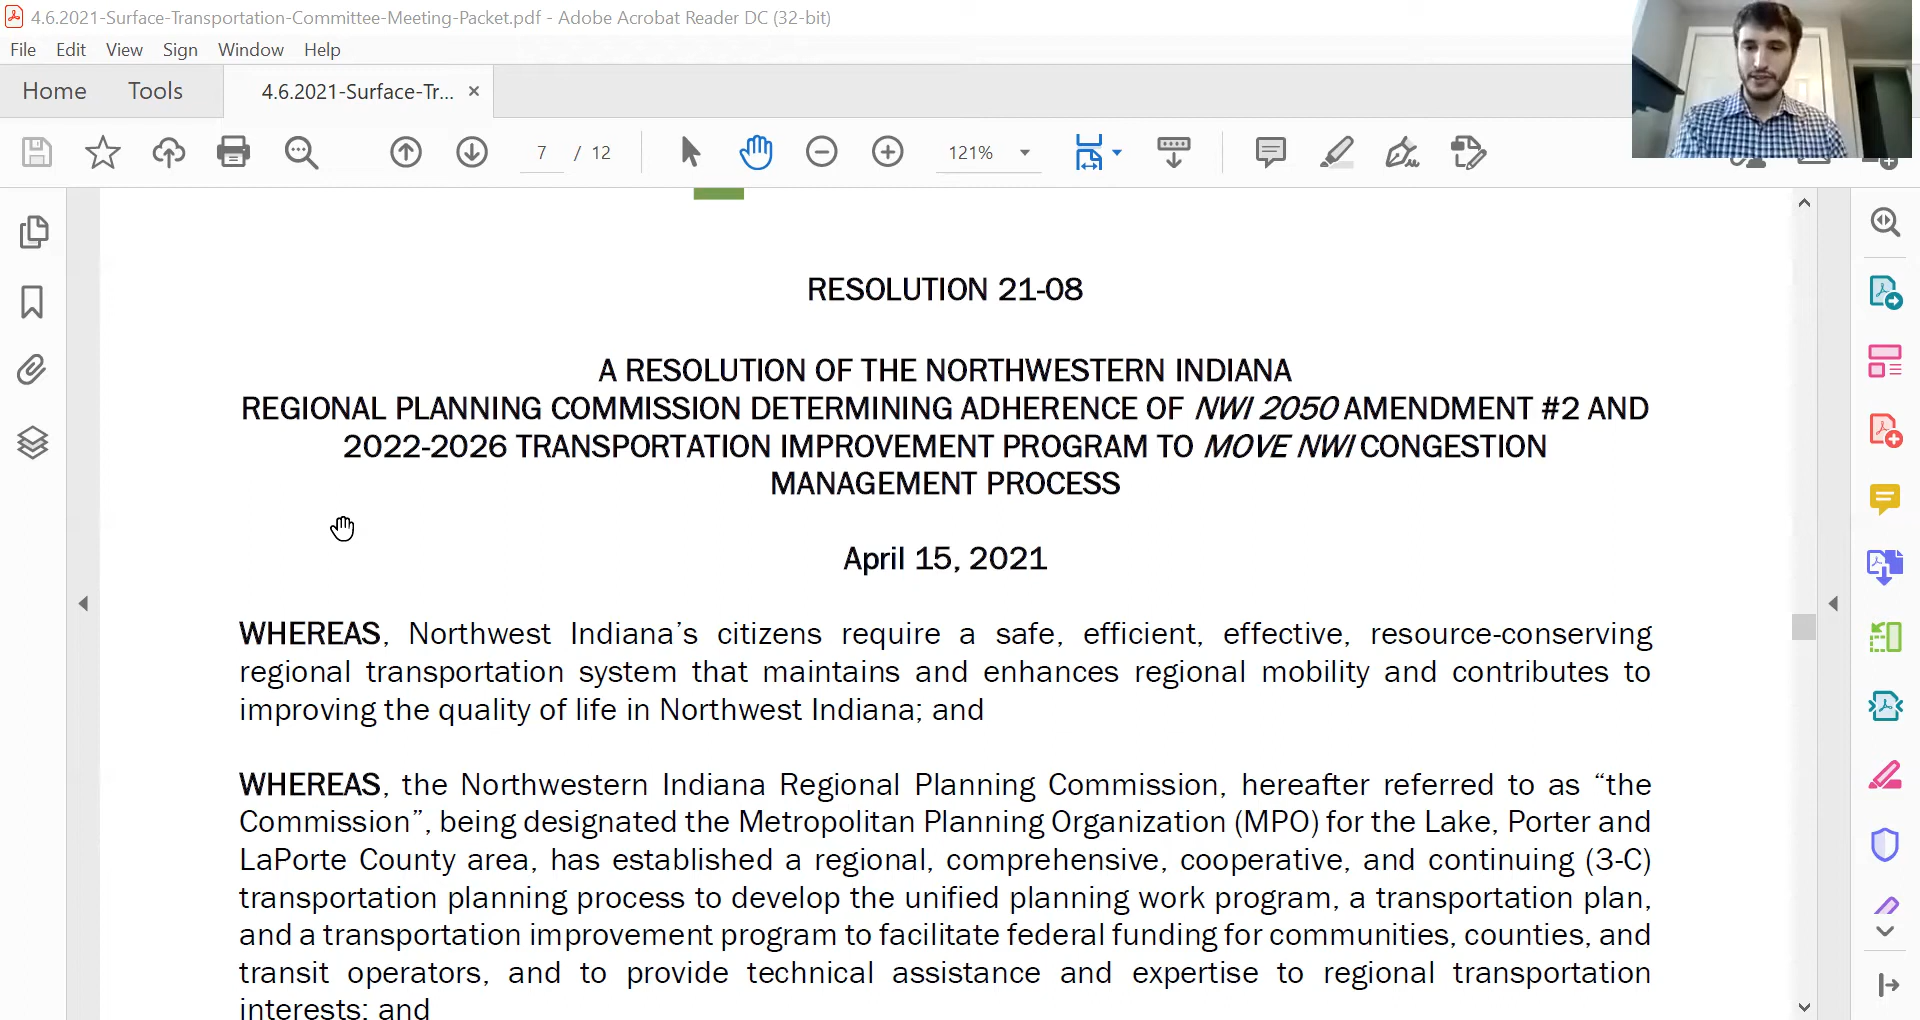 4.6.2021-Surface-Transportation-Committee-Meeting-Packet.pdf - Adobe Acrobat Reader DC (32-bit)
File Edit View Sign Window Help
Home Tools 4.6.2021-Surface-Tr... ×
7 / 12 121%
RESOLUTION 21-08
A RESOLUTION OF THE NORTHWESTERN INDIANA
REGIONAL PLANNING COMMISSION DETERMINING ADHERENCE OF NWI 2050 AMENDMENT #2 AND
2022-2026 TRANSPORTATION IMPROVEMENT PROGRAM TO MOVE NWI CONGESTION
MANAGEMENT PROCESS
April 15, 2021
WHEREAS, Northwest Indiana's citizens require a safe, efficient, effective, resource-conserving
regional transportation system that maintains and enhances regional mobility and contributes to
improving the quality of life in Northwest Indiana; and
WHEREAS, the Northwestern Indiana Regional Planning Commission, hereafter referred to as “the
Commission”, being designated the Metropolitan Planning Organization (MPO) for the Lake, Porter and
LaPorte County area, has established a regional, comprehensive, cooperative, and continuing (3-C)
transportation planning process to develop the unified planning work program, a transportation plan,
and a transportation improvement program to facilitate federal funding for communities, counties, and
transit operators, and to provide technical assistance and expertise to regional transportation
interests; and